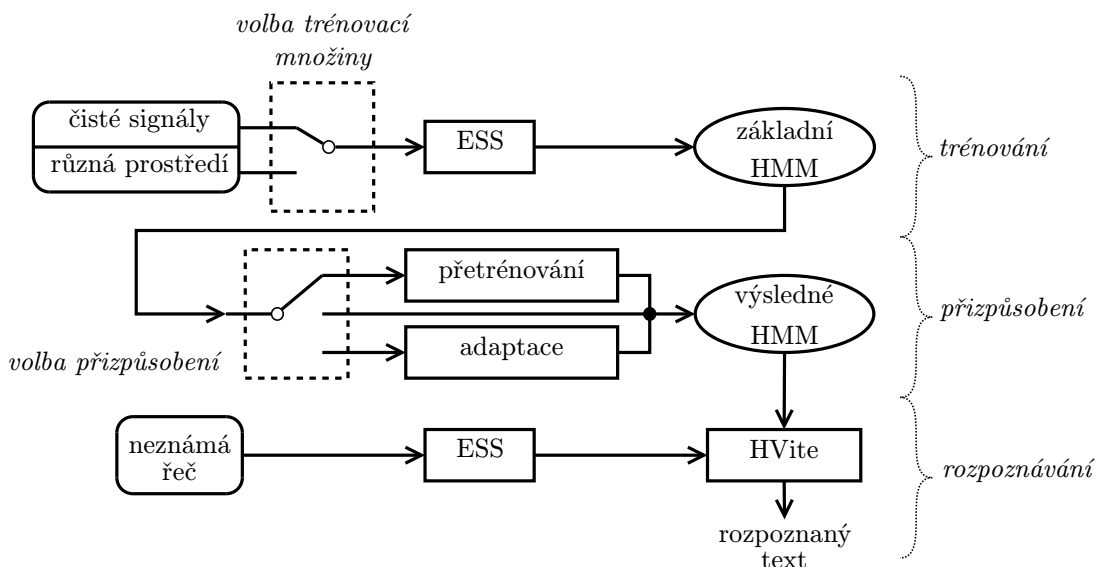 volba trénovací
množiny
čisté signály
různá prostředí
ESS
základní
HMM
trénování
přetrénování
výsledné
HMM
přizpůsobení
adaptace
volba přizpůsobení
neznámá
řeč
ESS
HVite
rozpoznávání
rozpoznaný
text